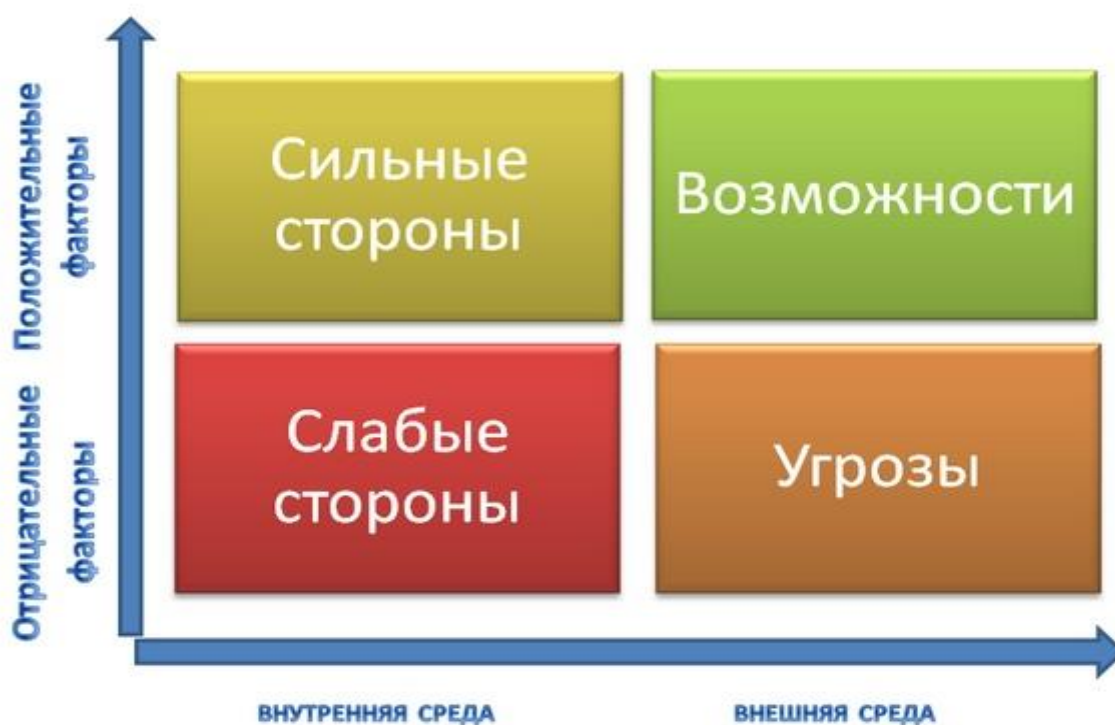 Положительные
факторы
Отрицательные
факторы
Сильные
стороны
Возможности
Слабые
стороны
Угрозы
ВНУТРЕННЯЯ СРЕДА
ВНЕШНЯЯ СРЕДА